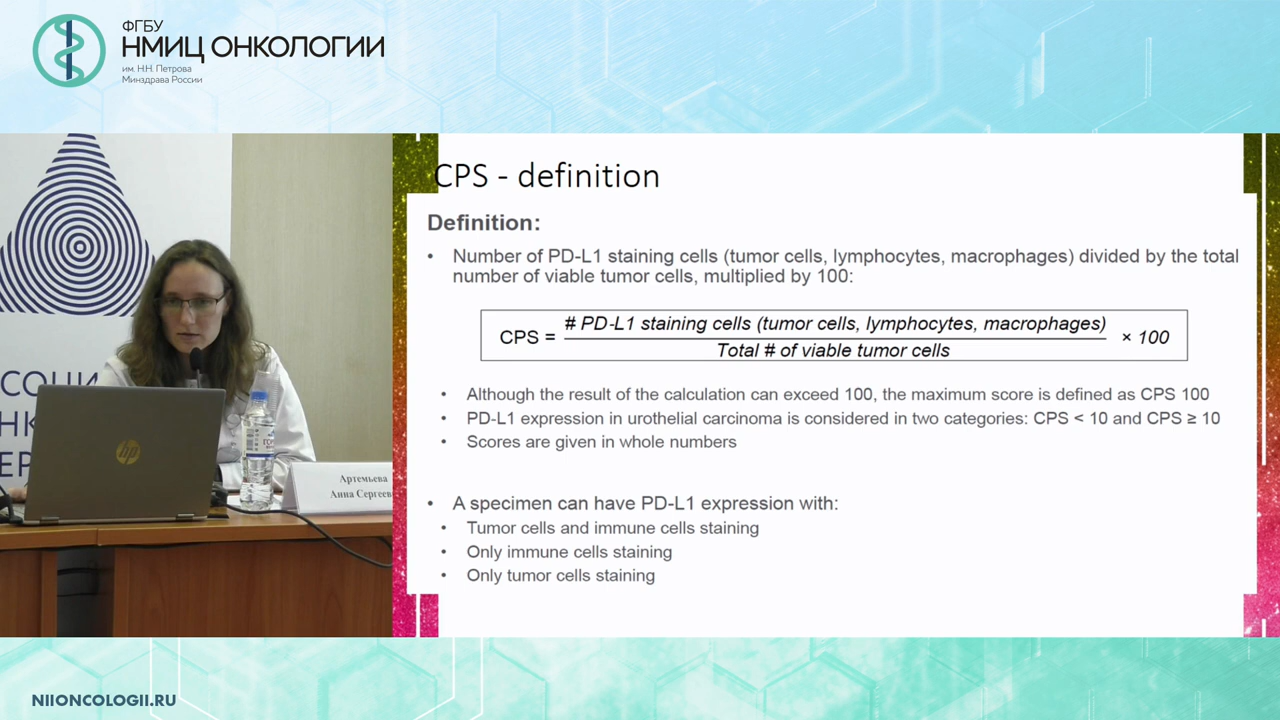 ФГБУ
НМИЦ ОНКОЛОГИИ
им. Н.Н. Петрова
Минздрава России
CPS - definition
Definition:
• Number of PD-L1 staining cells (tumor cells, lymphocytes, macrophages) divided by the total
number of viable tumor cells, multiplied by 100:
CPS = # PD-L1 staining cells (tumor cells, lymphocytes, macrophages) × 100
Total # of viable tumor cells
• Although the result of the calculation can exceed 100, the maximum score is defined as CPS 100
• PD-L1 expression in urothelial carcinoma is considered in two categories: CPS < 10 and CPS ≥ 10
• Scores are given in whole numbers
• A specimen can have PD-L1 expression with:
• Tumor cells and immune cells staining
• Only immune cells staining
• Only tumor cells staining
hp
Артемьева
Анна Сергеев
NIIONCOLOGII.RU